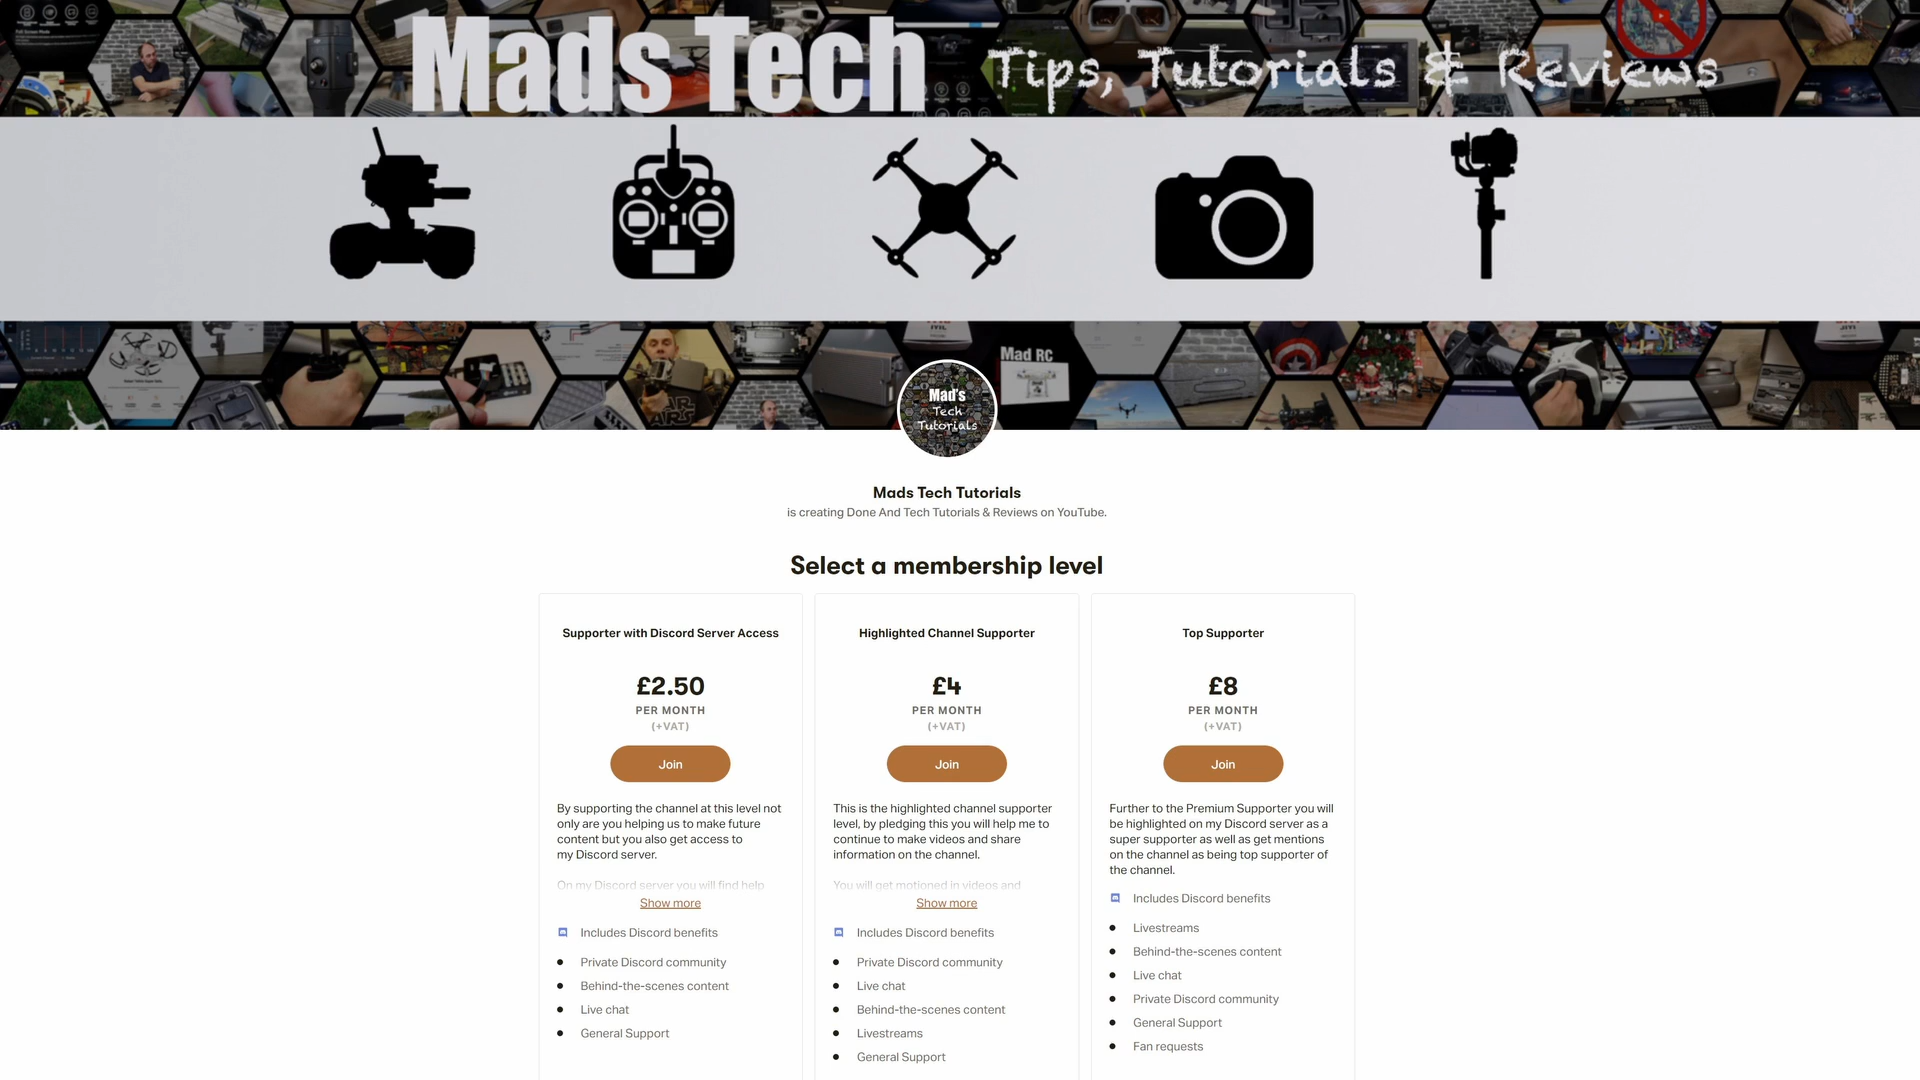 Mads Tech Tips, Tutorials & Reviews
Mad RC
STAR
WARS
Mad's
Tech
Tutorials
Mads Tech Tutorials
is creating Done And Tech Tutorials & Reviews on YouTube.
Select a membership level
Supporter with Discord Server Access
£2.50
PER MONTH
(+VAT)
Join
By supporting the channel at this level not
only are you helping us to make future
content but you also get access to
my Discord server.
On my Discord server you will find help
Show more
Includes Discord benefits
Private Discord community
Behind-the-scenes content
Live chat
General Support
Highlighted Channel Supporter
£4
PER MONTH
(+VAT)
Join
This is the highlighted channel supporter
level, by pledging this you will help me to
continue to make videos and share
information on the channel.
You will get motioned in videos and
Show more
Includes Discord benefits
Private Discord community
Live chat
Behind-the-scenes content
Livestreams
General Support
Top Supporter
£8
PER MONTH
(+VAT)
Join
Further to the Premium Supporter you will
be highlighted on my Discord server as a
super supporter as well as get mentions
on the channel as being top supporter of
the channel.
Includes Discord benefits
Livestreams
Behind-the-scenes content
Live chat
Private Discord community
General Support
Fan requests